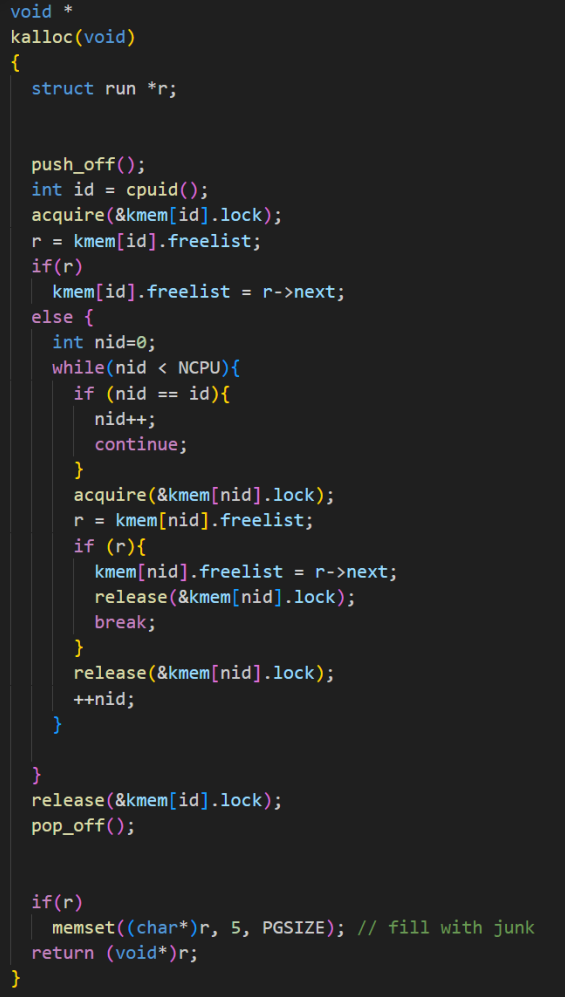 void *
kalloc(void)
{
  struct run *r;
  push_off();
  int id = cpuid();
  acquire(&kmem[id].lock);
  r = kmem[id].freelist;
  if(r)
    kmem[id].freelist = r->next;
  else {
    int nid=0;
    while(nid < NCPU){
      if (nid == id){
        nid++;
        continue;
      }
      acquire(&kmem[nid].lock);
      r = kmem[nid].freelist;
      if (r){
        kmem[nid].freelist = r->next;
        release(&kmem[nid].lock);
        break;
      }
      release(&kmem[nid].lock);
      ++nid;
    }
  }
  release(&kmem[id].lock);
  pop_off();
  if(r)
    memset((char*)r, 5, PGSIZE); // fill with junk
  return (void*)r;
}